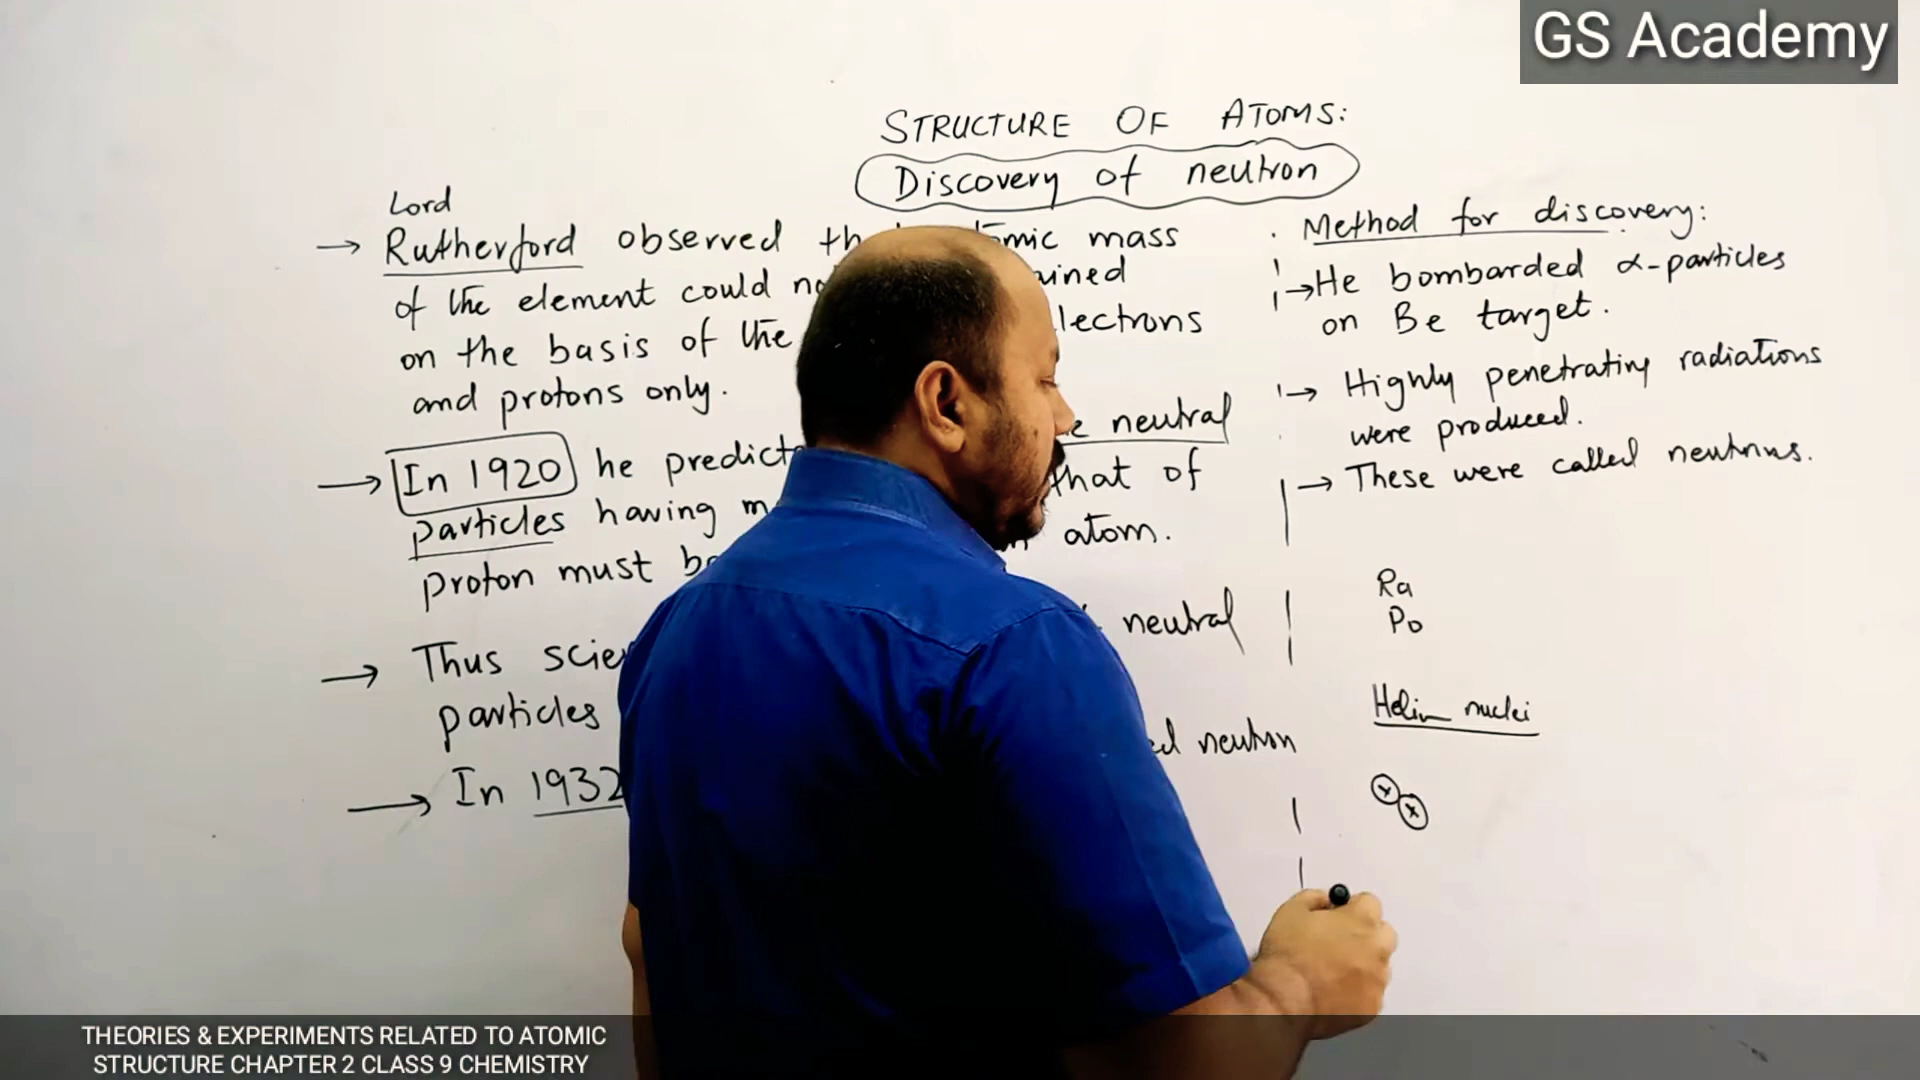 GS Academy
STRUCTURE OF ATOMS:
Discovery of neutron
Lord
Rutherford observed mic mass
of the element could
on the basis of the lectrons
and protons only.
In 1920 he neutral
particles having that of
proton must atom.
Thus neutral
particles
In 1932 neutron
Method for discovery:
He bombarded α-particles
on Be target.
Highly penetrating radiations
were produced.
These were called neutrons.
Ra
Po
Helium nuclei
+ +
THEORIES & EXPERIMENTS RELATED TO ATOMIC
STRUCTURE CHAPTER 2 CLASS 9 CHEMISTRY